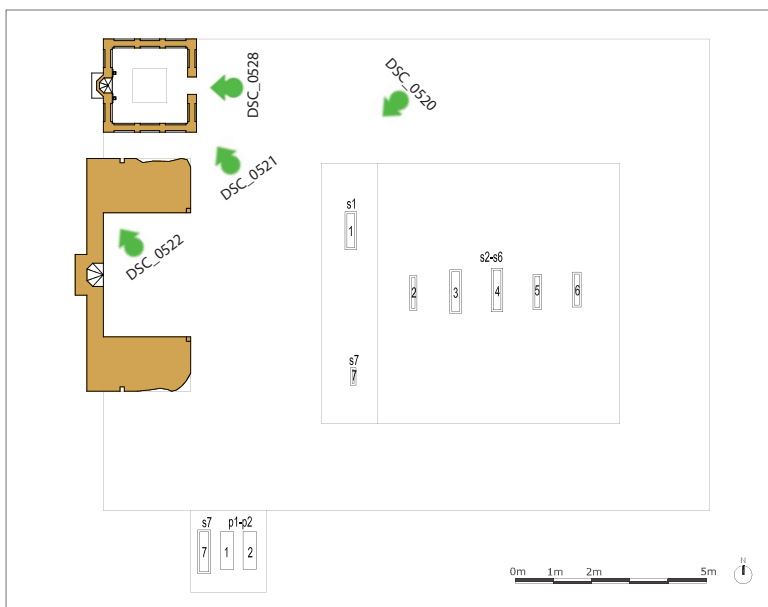 DSC_0528
DSC_0520
DSC_0521
DSC_0522
s1
1
s2-s6
2
3
4
5
6
s7
7
s7
p1-p2
7
1
2
0m 1m 2m 5m
N